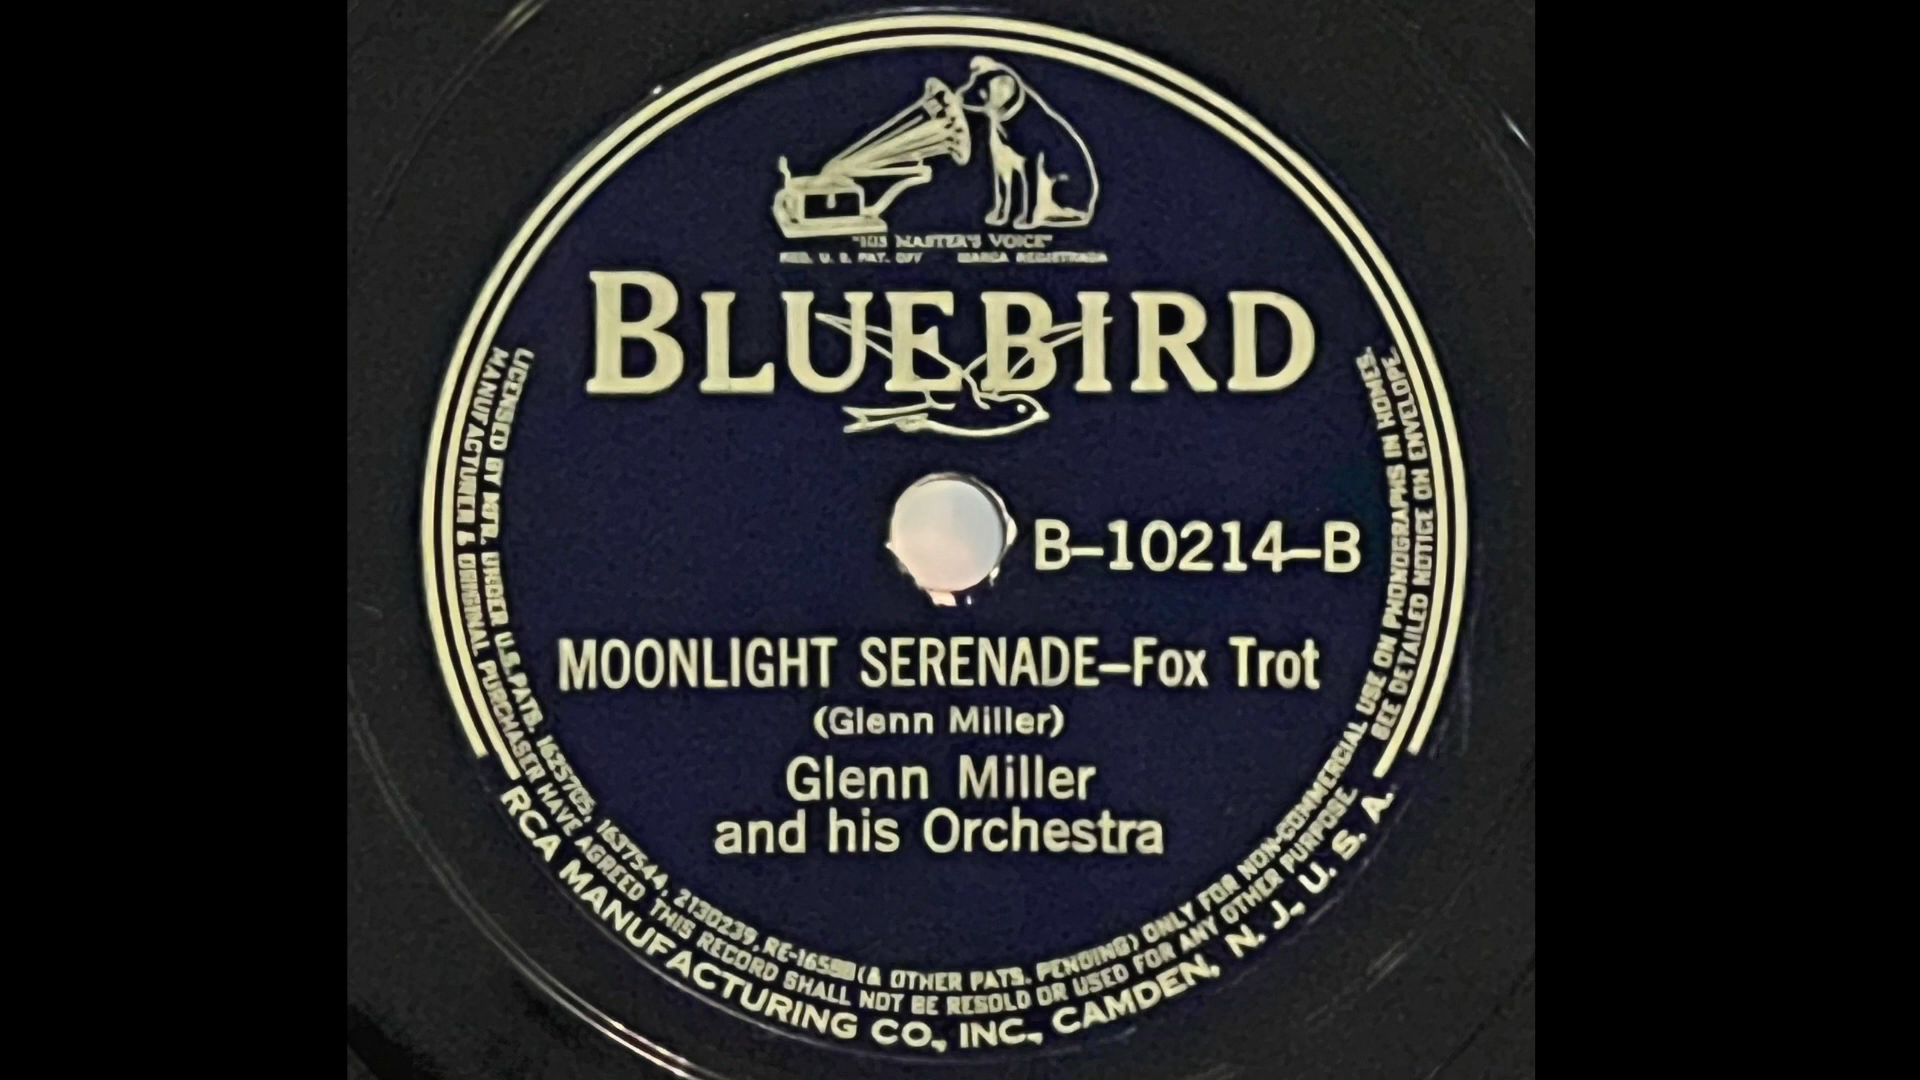 "HIS MASTER'S VOICE"
REG. U. S. PAT. OFF MARCA REGISTRADA
BLUEBIRD
B–10214–B
MOONLIGHT SERENADE–Fox Trot
(Glenn Miller)
Glenn Miller
and his Orchestra
LICENSED BY MFR. UNDER U.S. PATS. 1625705, 1637544, 2130239, RE-16588 (& OTHER PATS. PENDING) ONLY FOR NON-COMMERCIAL USE ON PHONOGRAPHS IN HOMES.
MANUFACTURER & ORIGINAL PURCHASER HAVE AGREED THIS RECORD SHALL NOT BE RESOLD OR USED FOR ANY OTHER PURPOSE. SEE DETAILED NOTICE ON ENVELOPE.
RCA MANUFACTURING CO., INC., CAMDEN, N. J., U. S. A.